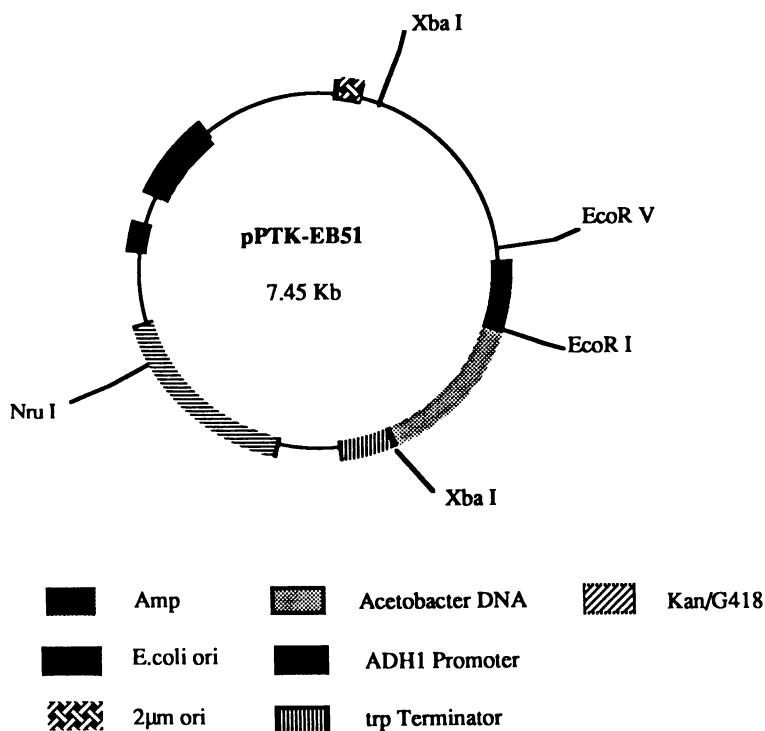 Xba I
EcoR V
pPTK-EB51
7.45 Kb
EcoR I
Nru I
Xba I
Amp
Acetobacter DNA
Kan/G418
E.coli ori
ADH1 Promoter
2µm ori
trp Terminator